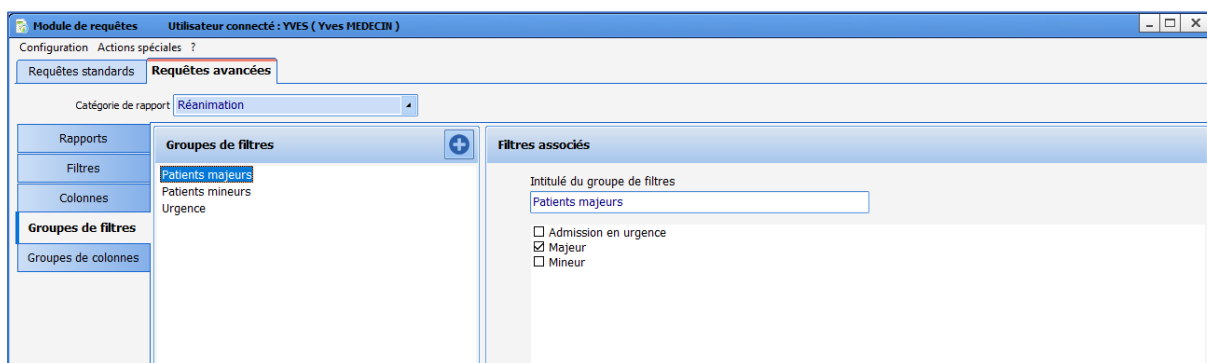 Module de requêtes Utilisateur connecté : YVES ( Yves MEDECIN )
Configuration Actions spéciales ?
Requêtes standards Requêtes avancées
Catégorie de rapport Réanimation
Rapports
Filtres
Colonnes
Groupes de filtres
Groupes de colonnes
Groupes de filtres
Patients majeurs
Patients mineurs
Urgence
Filtres associés
Intitulé du groupe de filtres
Patients majeurs
Admission en urgence
Majeur
Mineur